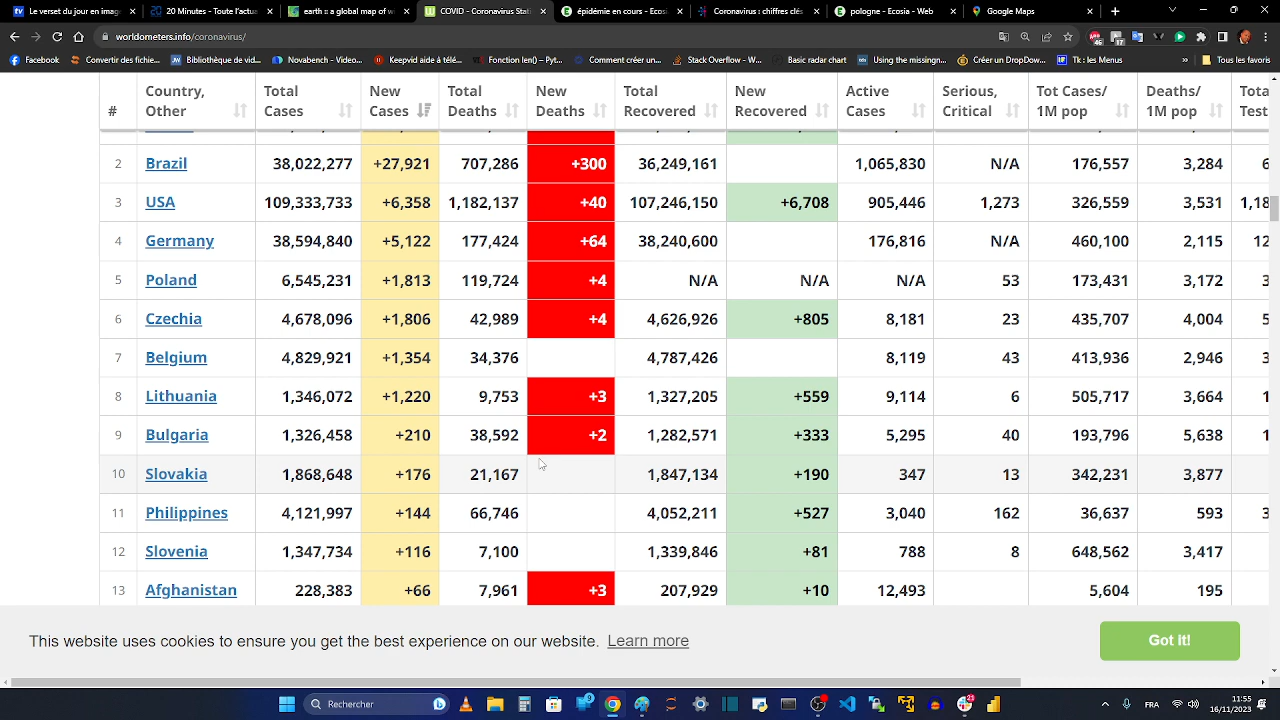 Le verset du jour en imag
20 Minutes - Toute l'actu
earth :: a global map of w
COVID - Coronavirus Stati
épidémie en cours - Ecosi
Coronavirus : chiffres clés
pologne - Ecosia - Web
Google Maps
worldometers.info/coronavirus/
Facebook
Convertir des fichie...
Bibliothèque de vid...
Novalearch - Video...
Keepvid aide à télé...
Fonction len() – Pyt...
Comment créer un...
Stack Overflow - W...
Basic radar chart
Using the missingn...
Créer un DropDow...
Tk: les Menus
»
Tous les favoris
# Country, Other Total Cases New Cases Total Deaths New Deaths Total Recovered New Recovered Active Cases Serious, Critical Tot Cases/ 1M pop Deaths/ 1M pop Tota Test
2 Brazil 38,022,277 +27,921 707,286 +300 36,249,161 1,065,830 N/A 176,557 3,284 6
3 USA 109,333,733 +6,358 1,182,137 +40 107,246,150 +6,708 905,446 1,273 326,559 3,531 1,18
4 Germany 38,594,840 +5,122 177,424 +64 38,240,600 176,816 N/A 460,100 2,115 12
5 Poland 6,545,231 +1,813 119,724 +4 N/A N/A N/A 53 173,431 3,172 3
6 Czechia 4,678,096 +1,806 42,989 +4 4,626,926 +805 8,181 23 435,707 4,004 5
7 Belgium 4,829,921 +1,354 34,376 4,787,426 8,119 43 413,936 2,946 3
8 Lithuania 1,346,072 +1,220 9,753 +3 1,327,205 +559 9,114 6 505,717 3,664 1
9 Bulgaria 1,326,458 +210 38,592 +2 1,282,571 +333 5,295 40 193,796 5,638 1
10 Slovakia 1,868,648 +176 21,167 1,847,134 +190 347 13 342,231 3,877
11 Philippines 4,121,997 +144 66,746 4,052,211 +527 3,040 162 36,637 593 3
12 Slovenia 1,347,734 +116 7,100 1,339,846 +81 788 8 648,562 3,417
13 Afghanistan 228,383 +66 7,961 +3 207,929 +10 12,493 5,604 195
This website uses cookies to ensure you get the best experience on our website. Learn more
Got it!
Rechercher
FRA
11:55
16/11/2023